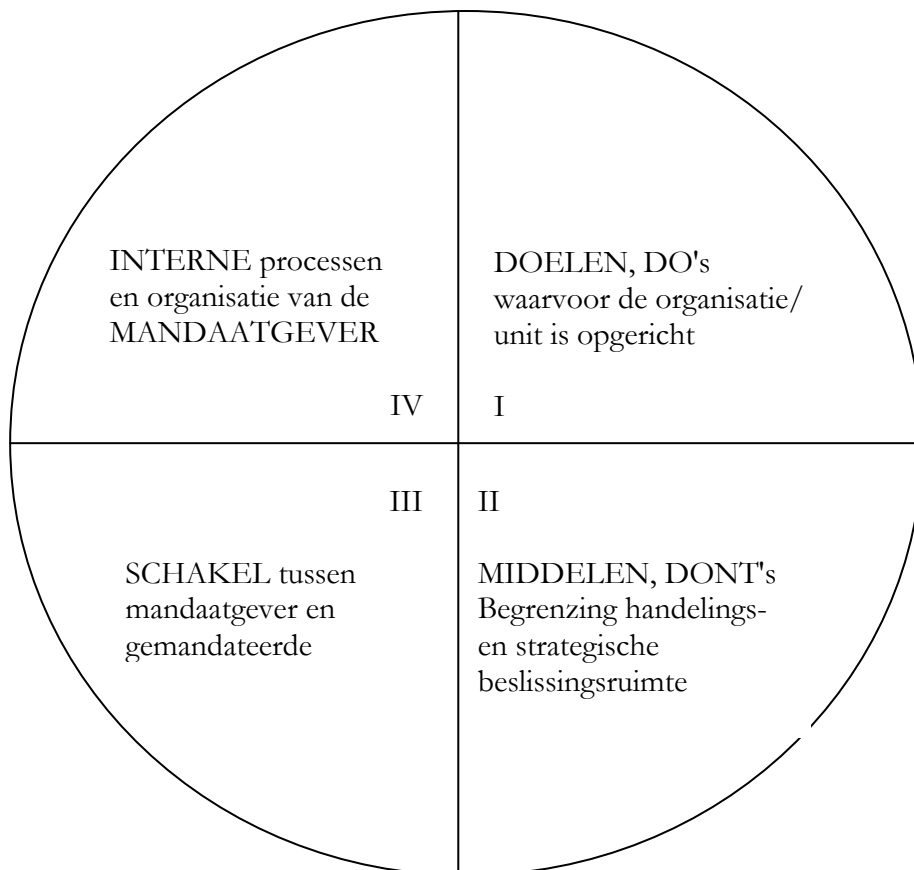 INTERNE processen
en organisatie van de
MANDAATGEVER
IV
DOELEN, DO's
waarvoor de organisatie/
unit is opgericht
I
III
SCHAKEL tussen
mandaatgever en
gemandateerde
II
MIDDELEN, DONT's
Begrenzing handelings-
en strategische
beslissingsruimte